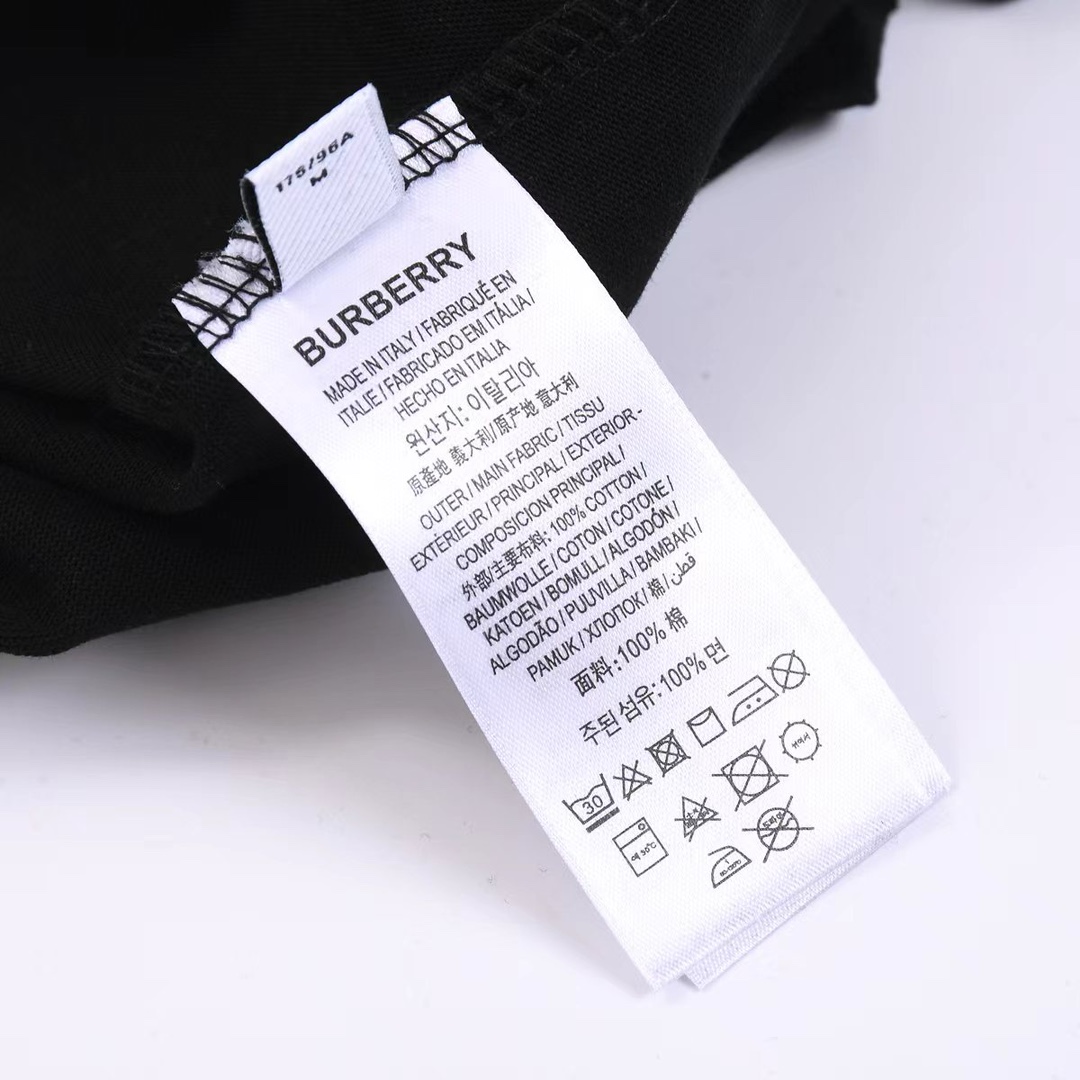 175/96A
M
BURBERRY
MADE IN ITALY / FABRIQUÉ EN
ITALIE / FABRICADO EM ITÁLIA /
HECHO EN ITALIA
원산지: 이탈리아
原產地 義大利/原产地 意大利
OUTER / MAIN FABRIC / TISSU
EXTÉRIEUR / PRINCIPAL / EXTERIOR -
COMPOSICION PRINCIPAL /
外部/主要布料: 100% COTTON /
BAUMWOLLE / COTON / COTONE /
KATOEN / BOMULL / ALGODÓN /
ALGODÃO / PUUVILLA / BAMBAKI /
PAMUK / ХЛОПОК / 棉 / قطن
面料: 100% 棉
주된 섬유: 100% 면
30
약 30℃